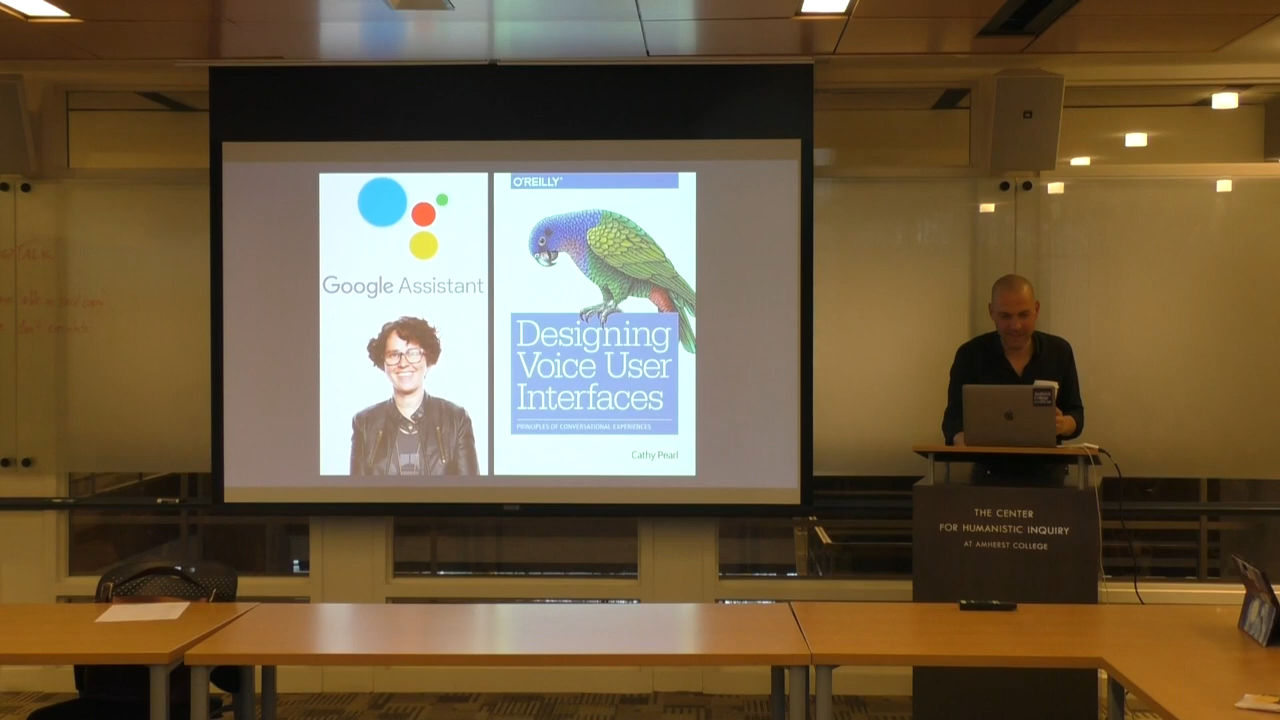 O'REILLY
Google Assistant
Designing
Voice User
Interfaces
PRINCIPLES OF CONVERSATIONAL EXPERIENCES
Cathy Pearl
THE CENTER
FOR HUMANISTIC INQUIRY
AT AMHERST COLLEGE